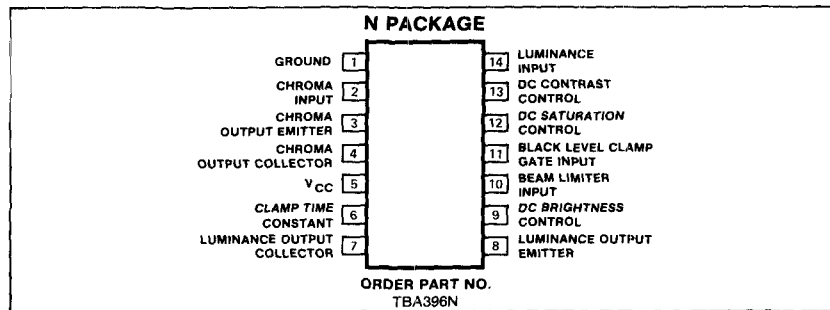 N PACKAGE
GROUND 1
CHROMA
INPUT 2
CHROMA
OUTPUT EMITTER 3
CHROMA
OUTPUT COLLECTOR 4
VCC 5
CLAMP TIME
CONSTANT 6
LUMINANCE OUTPUT
COLLECTOR 7
14 LUMINANCE
INPUT
13 DC CONTRAST
CONTROL
12 DC SATURATION
CONTROL
11 BLACK LEVEL CLAMP
GATE INPUT
10 BEAM LIMITER
INPUT
9 DC BRIGHTNESS
CONTROL
8 LUMINANCE OUTPUT
EMITTER
ORDER PART NO.
TBA396N